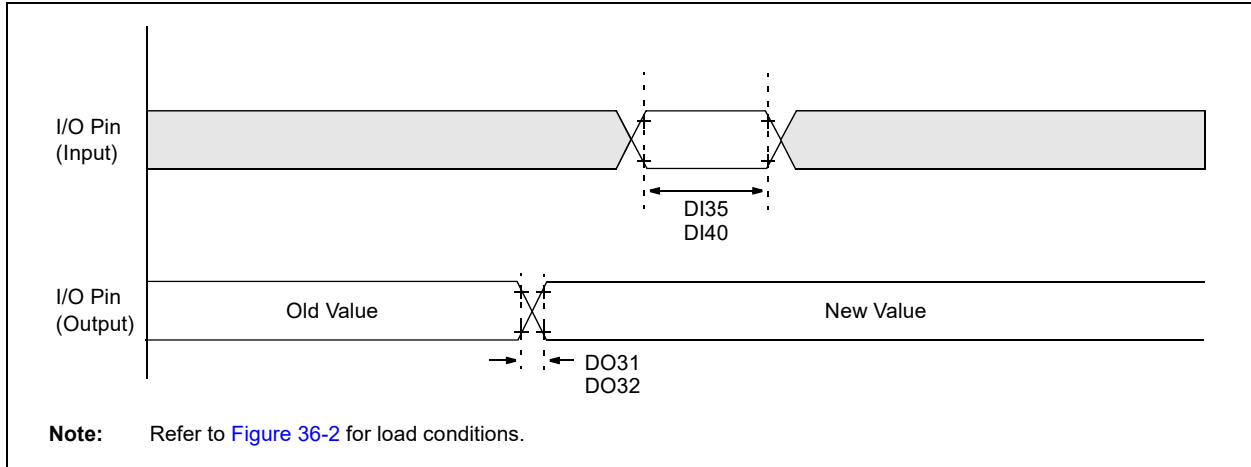 I/O Pin
(Input)
DI35
DI40
I/O Pin
(Output)
Old Value
New Value
DO31
DO32
Note: Refer to Figure 36-2 for load conditions.